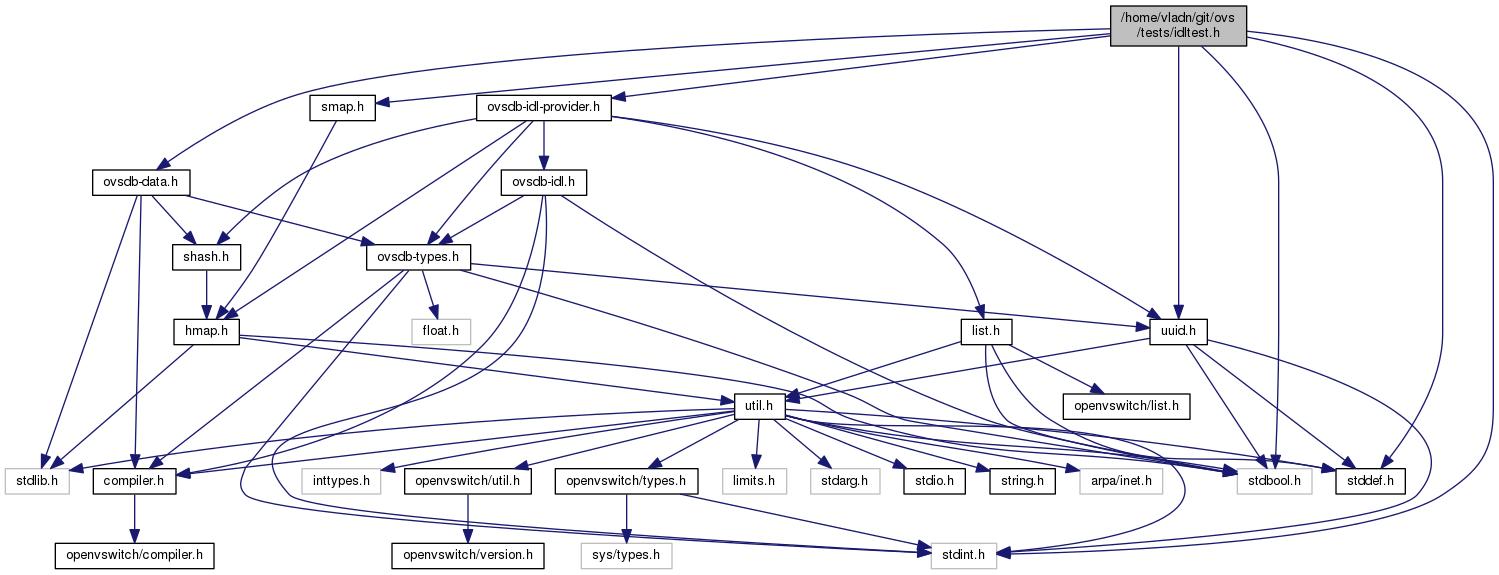 /home/vladn/git/ovs
/tests/idltest.h
smap.h
ovsdb-idl-provider.h
ovsdb-data.h
ovsdb-idl.h
shash.h
ovsdb-types.h
hmap.h
float.h
list.h
uuid.h
util.h
openvswitch/list.h
stdlib.h
compiler.h
inttypes.h
openvswitch/util.h
openvswitch/types.h
limits.h
stdarg.h
stdio.h
string.h
arpa/inet.h
stdbool.h
stddef.h
openvswitch/compiler.h
openvswitch/version.h
sys/types.h
stdint.h